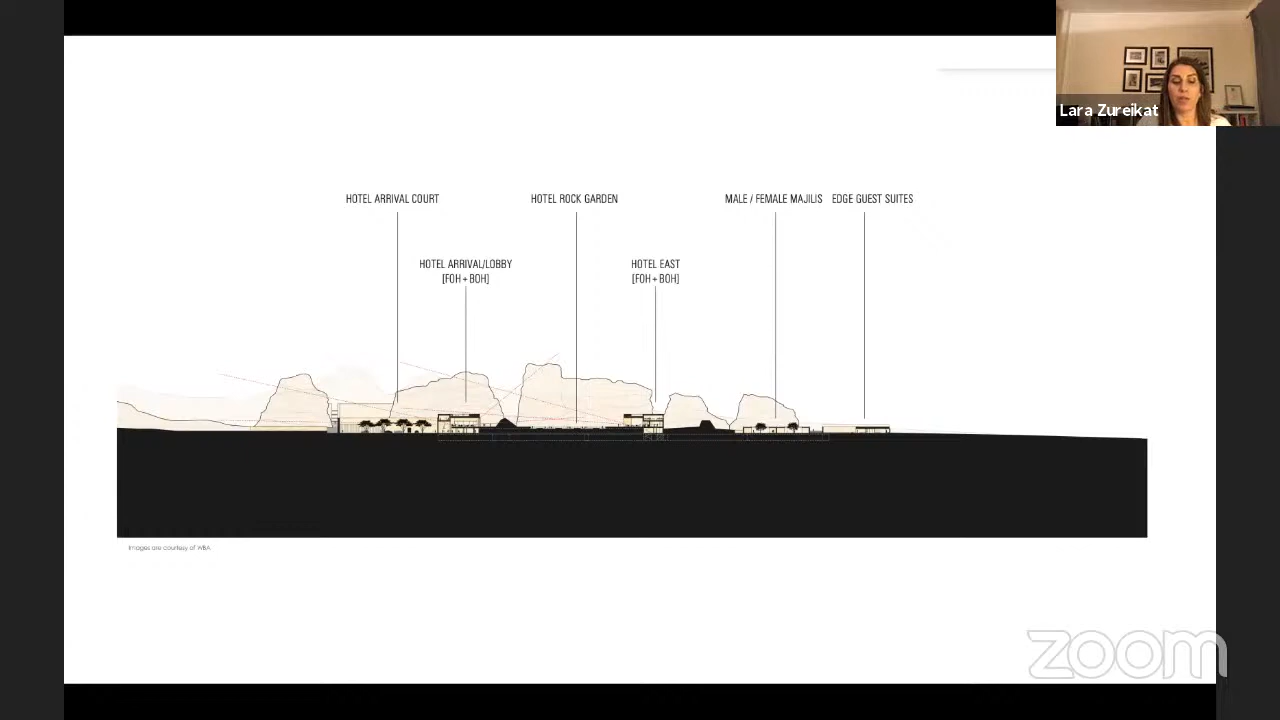 Lara Zureikat
HOTEL ARRIVAL COURT
HOTEL ROCK GARDEN
MALE / FEMALE MAJILIS
EDGE GUEST SUITES
HOTEL ARRIVAL/LOBBY
[FOH + BOH]
HOTEL EAST
[FOH + BOH]
Images are courtesy of WBA
zoom